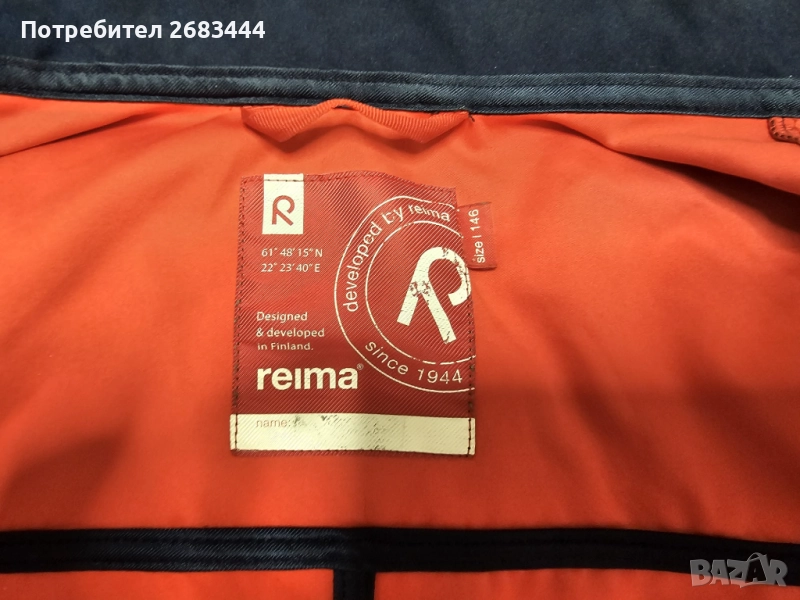 Потребител 2683444
61° 48' 15" N
22° 23' 40" E
Designed
& developed
in Finland.
reima®
name:
developed by reima
since 1944
size | 146
BAZAR